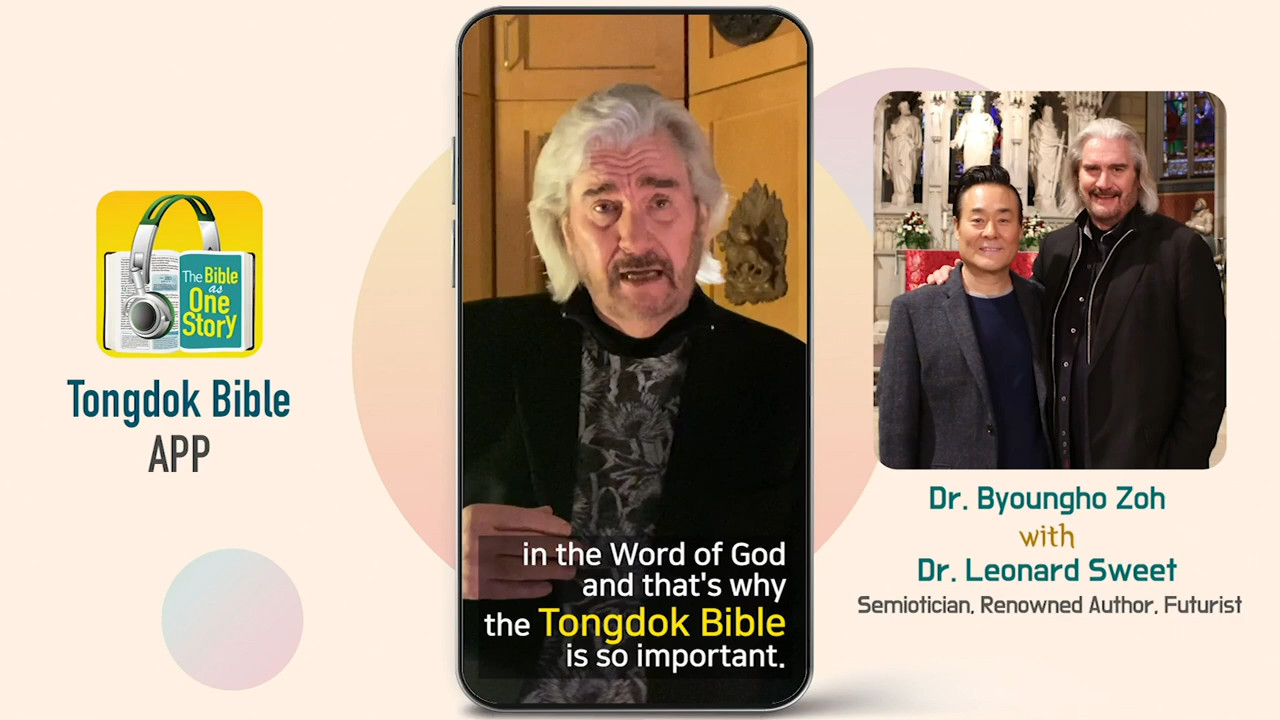 The Bible
as
One
Story
Tongdok Bible
APP
in the Word of God
and that's why
the Tongdok Bible
is so important.
Dr. Byoungho Zoh
with
Dr. Leonard Sweet
Semiotician, Renowned Author, Futurist